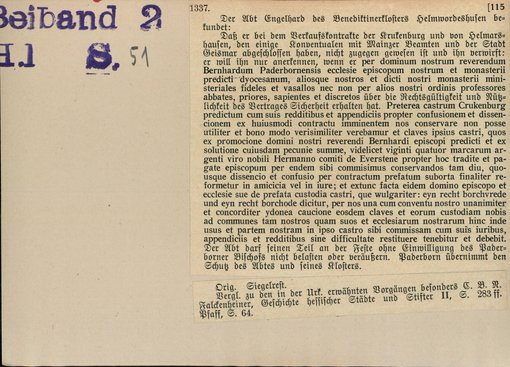 Beiband 2
H.1 S. 51
1337. [115
Der Abt Engelhard des Benediktinerklosters Helmwordeshusen be-
kundet:
Daß er bei dem Verkaufskontrakte der Krukenburg und von Helmars-
hausen, den einige Konventualen mit Mainzer Beamten und der Stadt
Geismar abgeschlossen haben, nicht zugegen gewesen ist und ihn verwirft:
er will ihn nur anerkennen, wenn er per dominum nostrum reverendum
Bernhardum Paderbornensis ecclesie episcopum nostrum et monasterii
predicti dyocesanum, aliosque nostros et dicti nostri monasterii mini-
steriales fideles et vasallos nec non per alios nostri ordinis professores
abbates, priores, sapientes et discretos über die Rechtsgültigkeit und Nütz-
lichkeit des Vertrages Sicherheit erhalten hat. Preterea castrum Crukenburg
predictum cum suis redditibus et appendiciis propter confusionem et dissen-
cionem ex huiusmodi contractu imminentem nos conservare non posse
utiliter et bono modo verisimiliter verebamur et claves ipsius castri, quos
ex promocione domini nostri reverendi Bernhardi episcopi predicti et ex
solutione cuiusdam pecunie summe, videlicet viginti quatuor marcarum ar-
genti viro nobili Hermanno comiti de Everstene propter hoc tradite et pa-
gate episcopum per endem sibi commisimus conservandos tam diu, quo-
usque dissencio et confusio per contractum prefatum suborta finaliter re-
formetur in amicicia vel in iure; et extunc facta eidem domino episcopo et
ecclesie sue de prefata custodia castri, que wulgariter: eyn recht borchvrede
und eyn recht borchode dicitur, per nos una cum conventu nostro unanimiter
et concorditer ydonea caucione eosdem claves et eorum custodiam nobis
ad communes tam nostros quam suos et ecclesiarum nostrarum hinc inde
usus et partem nostram in ipso castro sibi commissam cum suis iuribus,
appendiciis et redditibus sine difficultate restituere tenebitur et debebit.
Der Abt darf seinen Teil an der Feste ohne Einwilligung des Pader-
borner Bischofs nicht belasten oder veräußern. Paderborn übernimmt den
Schutz des Abtes und seines Klosters.
Orig. Siegelrest.
Vergl. zu den in der Urk. erwähnten Vorgängen besonders C. B. N.
Falckenheiner, Geschichte hessischer Städte und Stifter II, S. 283 ff.
Pfaff, S. 64.